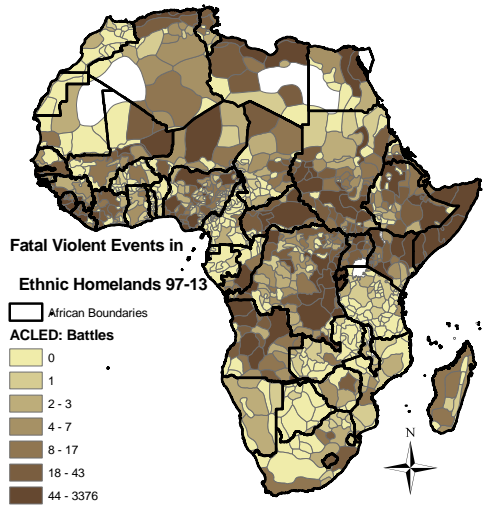 Fatal Violent Events in
Ethnic Homelands 97-13
African Boundaries
ACLED: Battles
0
1
2 - 3
4 - 7
8 - 17
18 - 43
44 - 3376
N